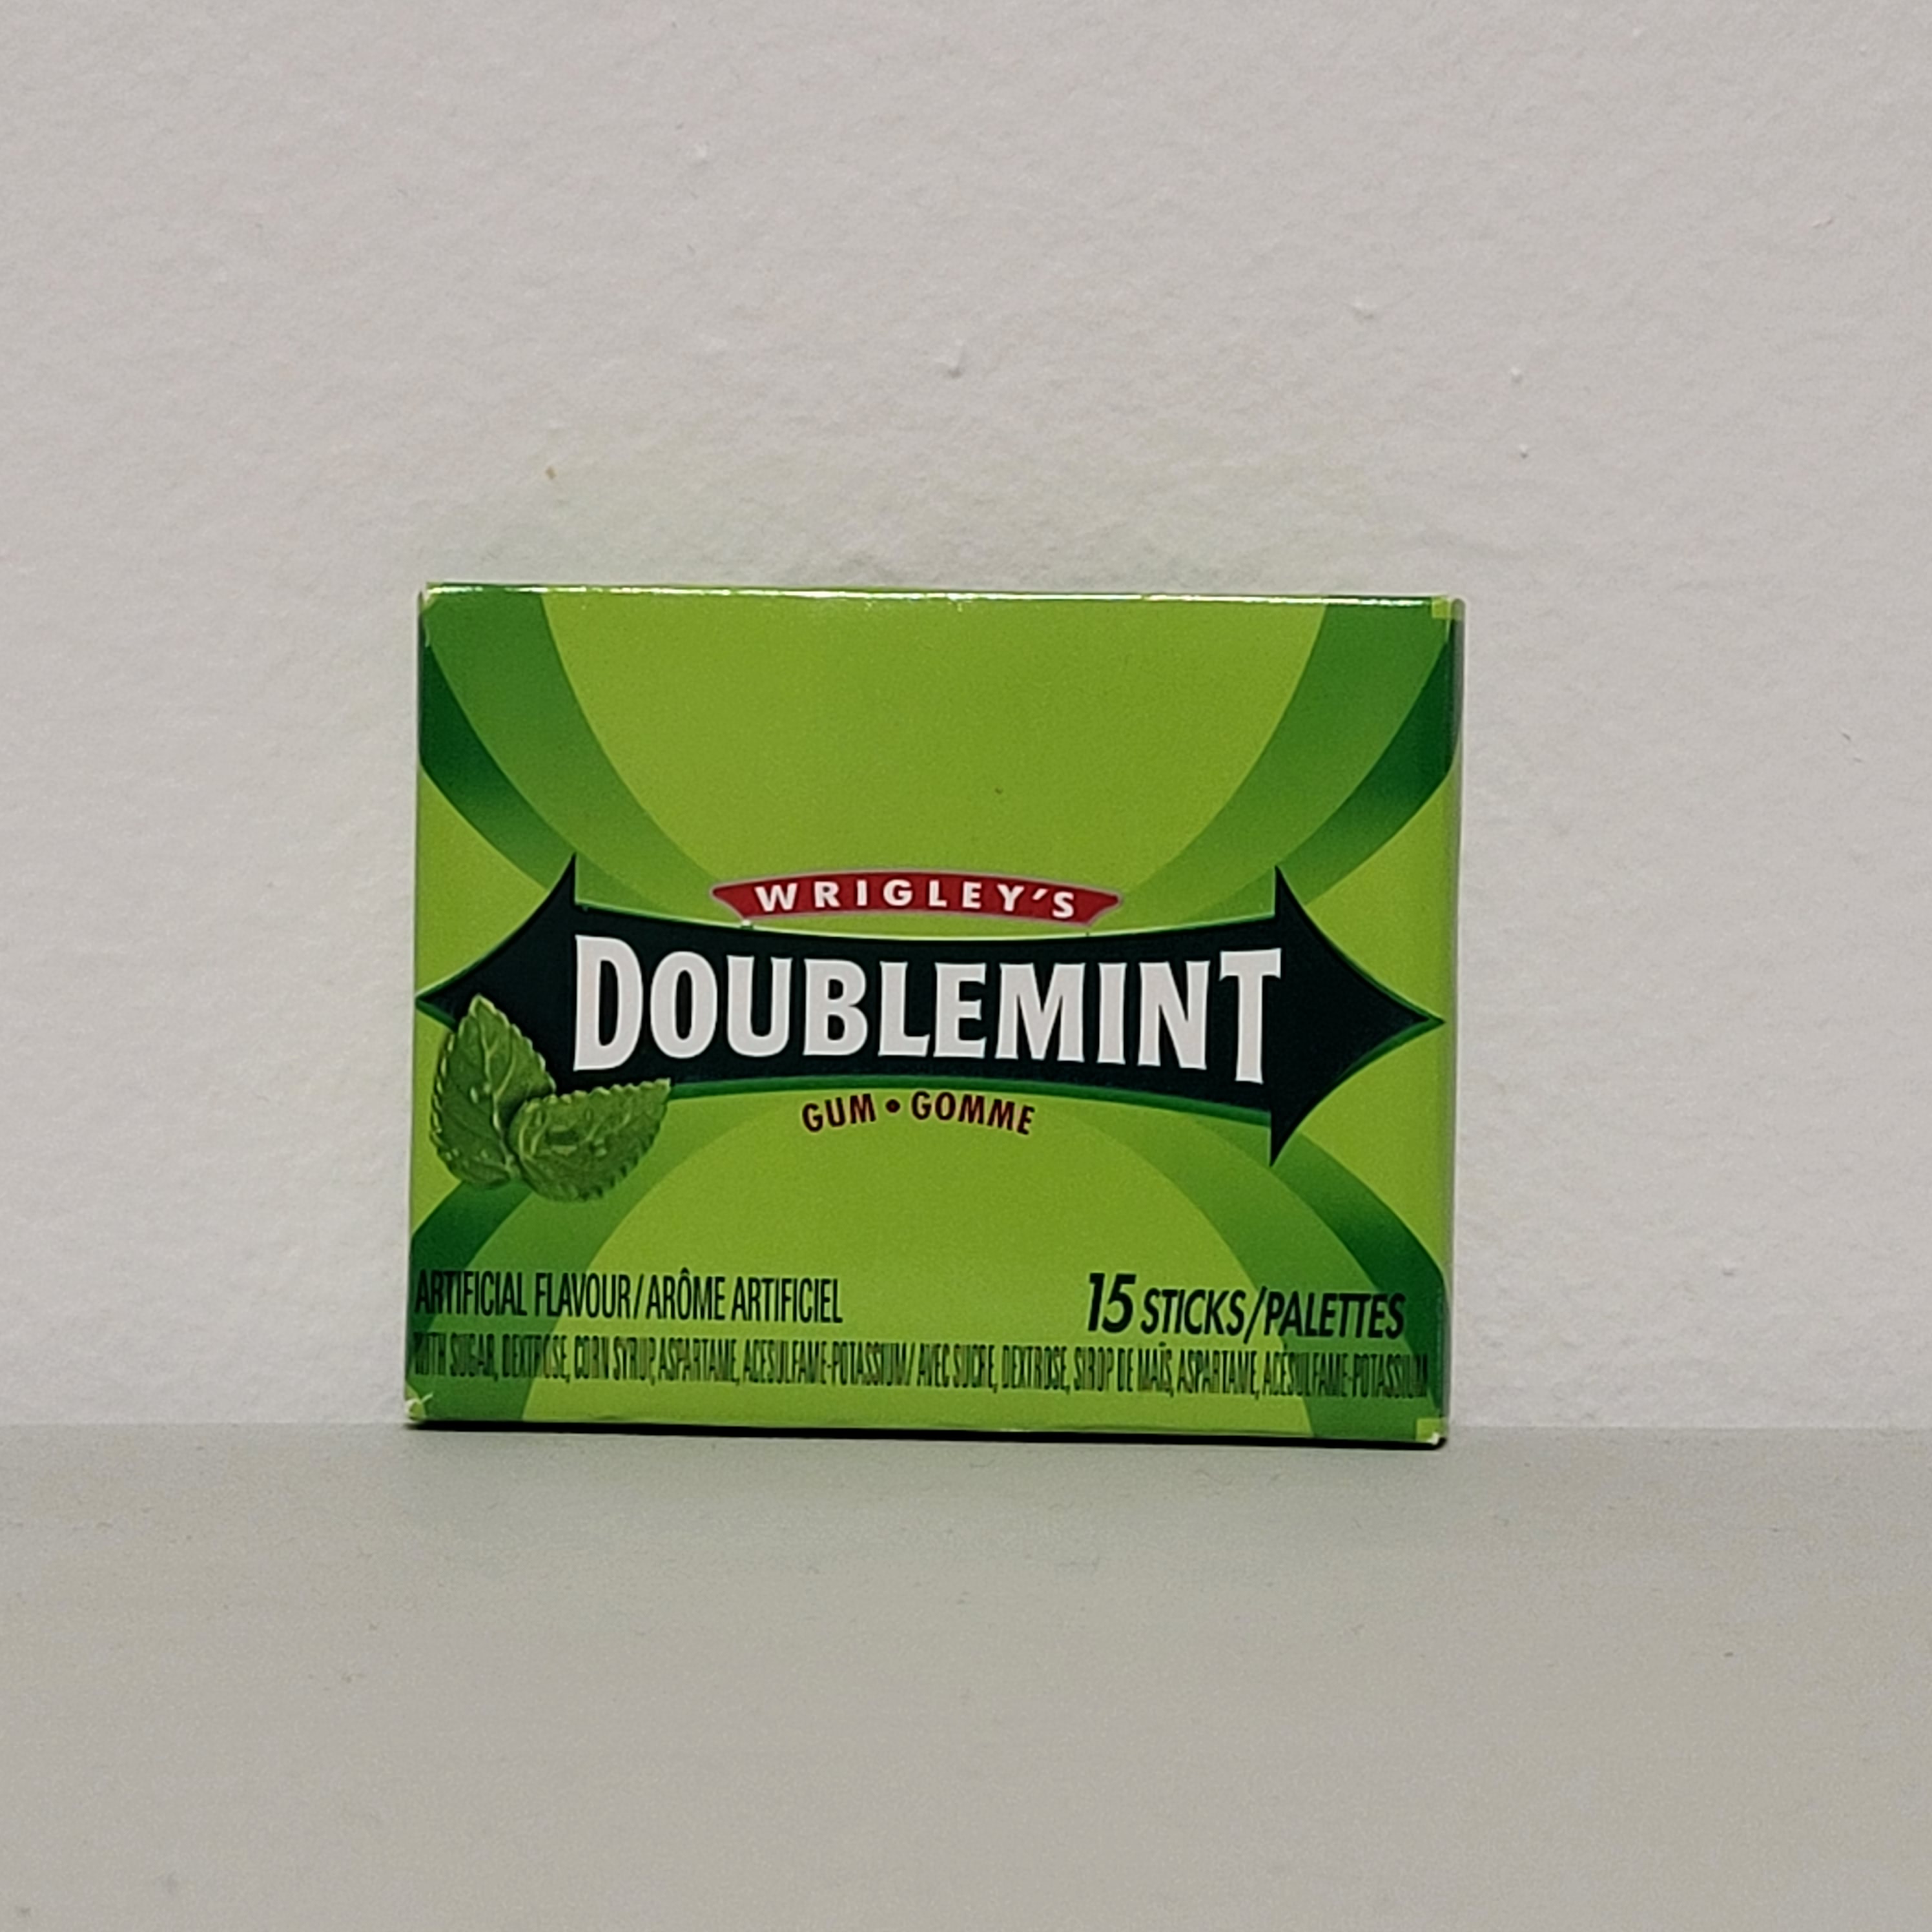 WRIGLEY'S
DOUBLEMINT
GUM • GOMME
ARTIFICIAL FLAVOUR/ARÔME ARTIFICIEL
15 STICKS/PALETTES
WITH SUGAR, DEXTROSE, CORN SYRUP, ASPARTAME, ACESULFAME-POTASSIUM/ AVEC SUCRE, DEXTROSE, SIROP DE MAÏS, ASPARTAME, ACESULFAME-POTASSIUM